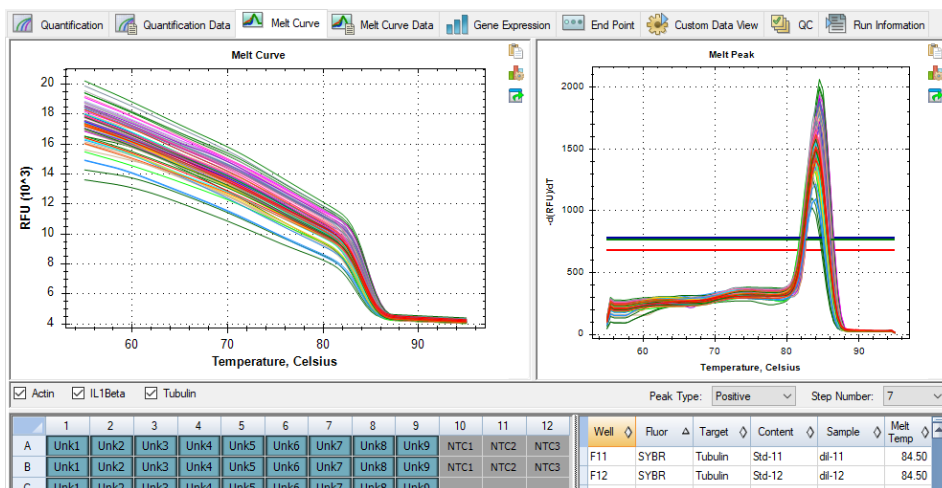 Quantification Quantification Data Melt Curve Melt Curve Data Gene Expression End Point Custom Data View QC Run Information
Melt Curve
20
18
16
14
12
10
8
6
4
RFU (10^3)
60 70 80 90
Temperature, Celsius
Melt Peak
2000
1500
1000
500
0
-d(RFU)/dT
60 70 80 90
Temperature, Celsius
Actin IL1Beta Tubulin
Peak Type: Positive Step Number: 7
1 2 3 4 5 6 7 8 9 10 11 12
A Unk1 Unk2 Unk3 Unk4 Unk5 Unk6 Unk7 Unk8 Unk9 NTC1 NTC2 NTC3
B Unk1 Unk2 Unk3 Unk4 Unk5 Unk6 Unk7 Unk8 Unk9 NTC1 NTC2 NTC3
Well Fluor Target Content Sample Melt Temp
F11 SYBR Tubulin Std-11 dil-11 84.50
F12 SYBR Tubulin Std-12 dil-12 84.50